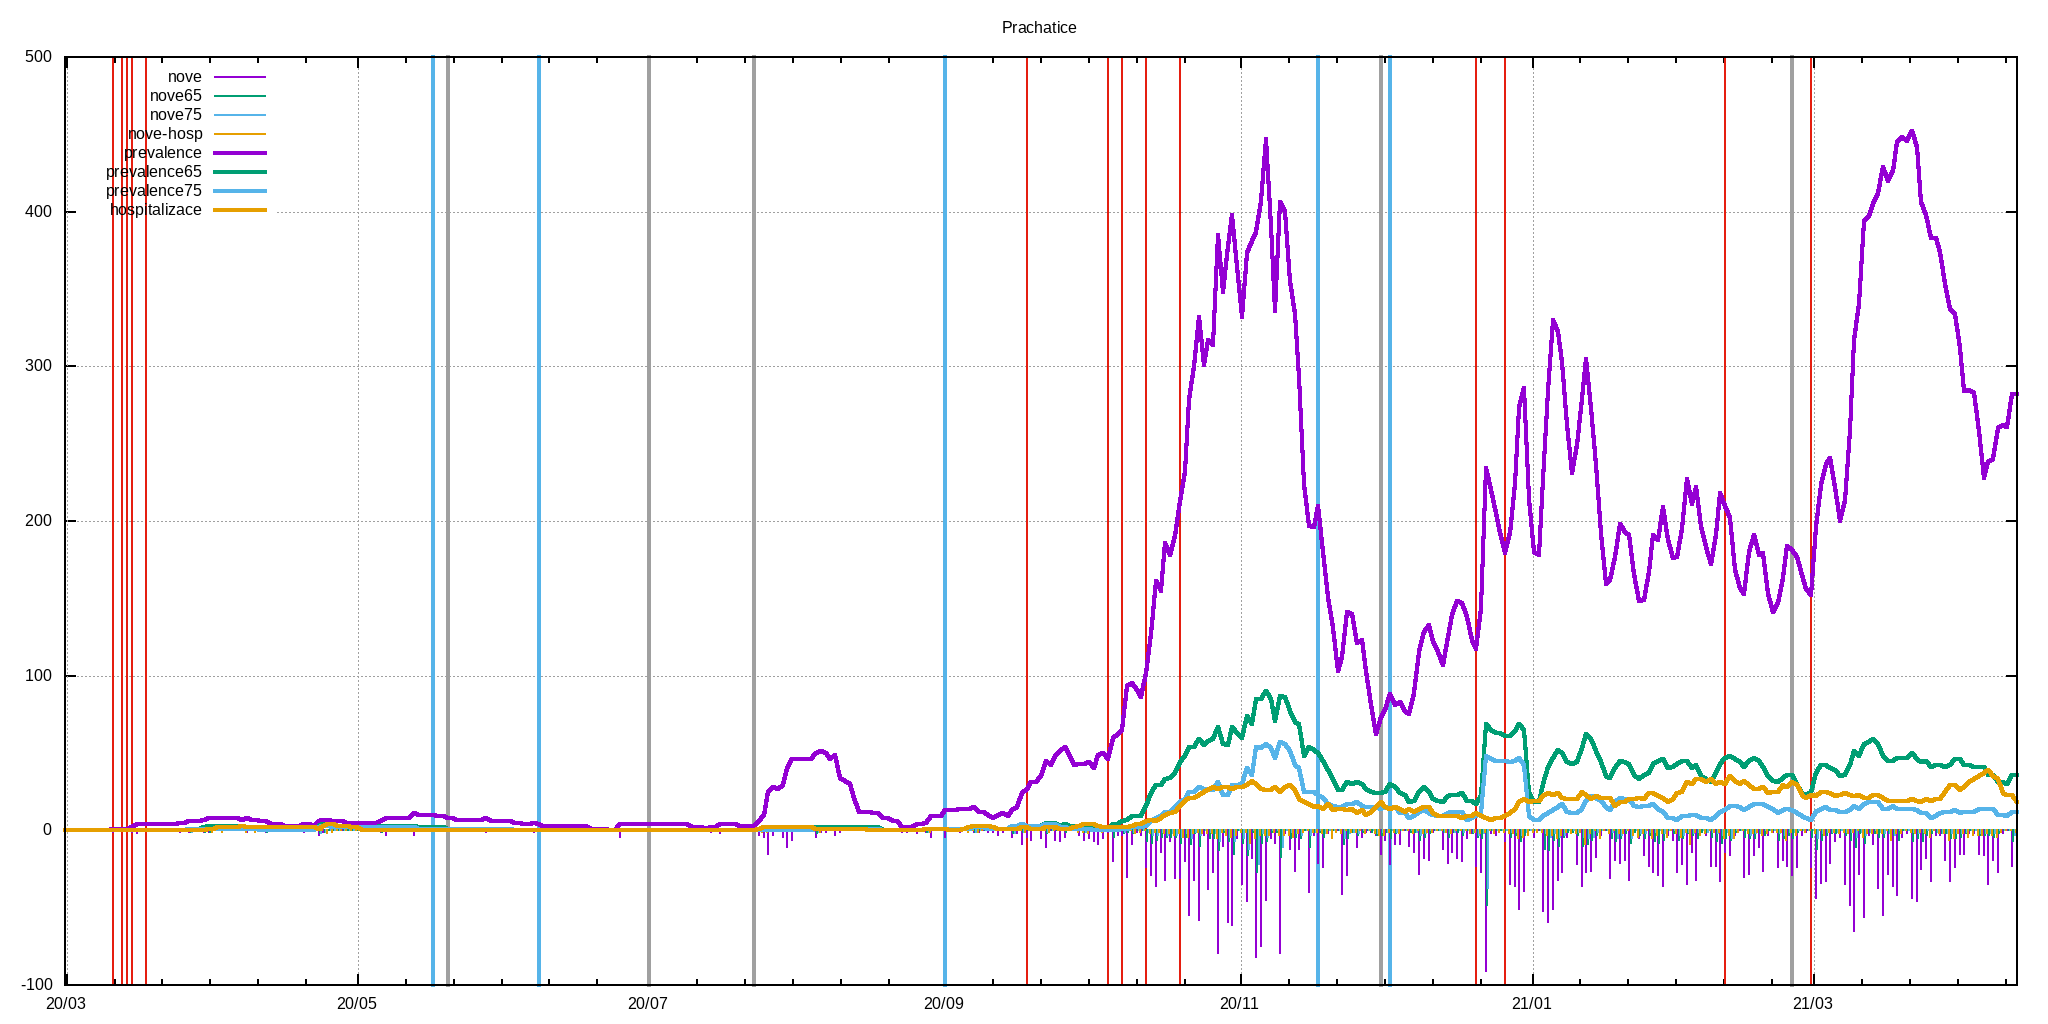 Prachatice
500
nove
nove65
nove75
nove-hosp
prevalence
prevalence65
prevalence75
hospitalizace
400
300
200
100
0
-100
20/03 20/05 20/07 20/09 20/11 21/01 21/03